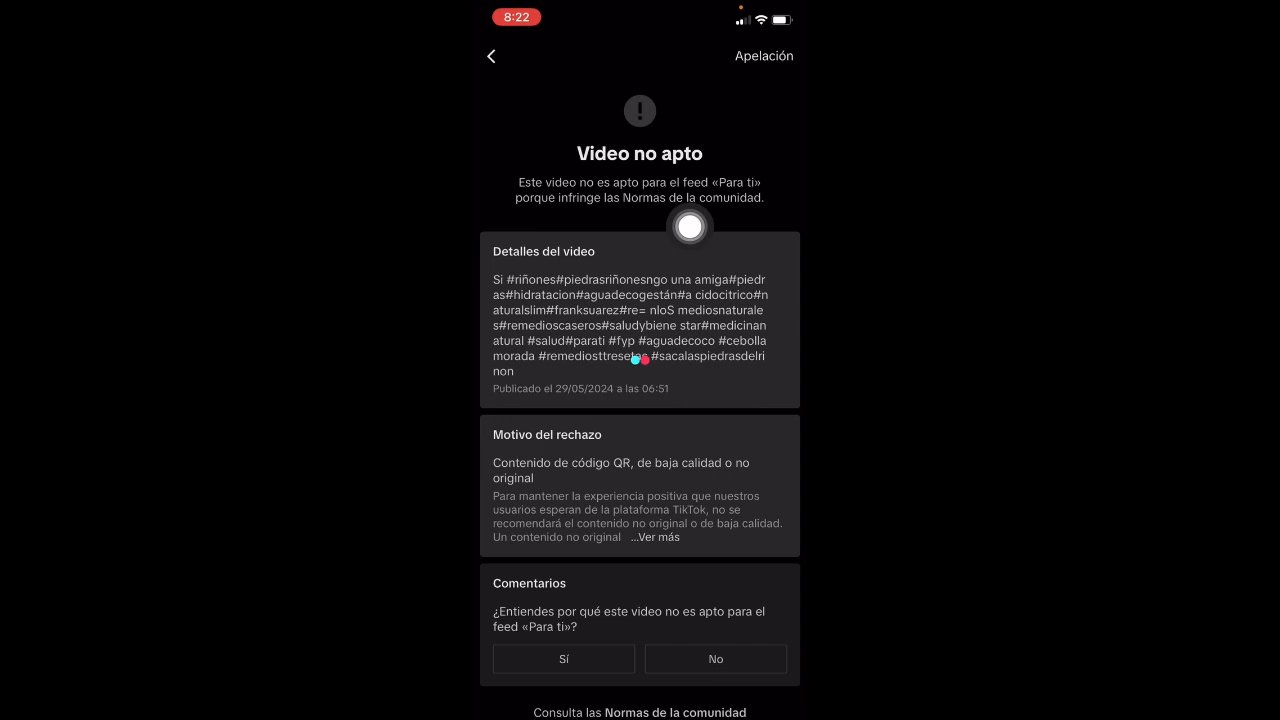 8:22
Apelación
Video no apto
Este video no es apto para el feed «Para ti»
porque infringe las Normas de la comunidad.
Detalles del video
Si #riñones#piedrasriñonesngo una amiga#piedr
as#hidratacion#aguadecogestán#a cidocitrico#n
aturalslim#franksuarez#re= nloS mediosnaturale
s#remedioscaseros#saludybiene star#medicinan
atural #salud#parati #fyp #aguadecoco #cebolla
morada #remediosttresetas #sacalaspiedrasdelri
non
Publicado el 29/05/2024 a las 06:51
Motivo del rechazo
Contenido de código QR, de baja calidad o no
original
Para mantener la experiencia positiva que nuestros
usuarios esperan de la plataforma TikTok, no se
recomendará el contenido no original o de baja calidad.
Un contenido no original ...Ver más
Comentarios
¿Entiendes por qué este video no es apto para el
feed «Para ti»?
Sí
No
Consulta las Normas de la comunidad